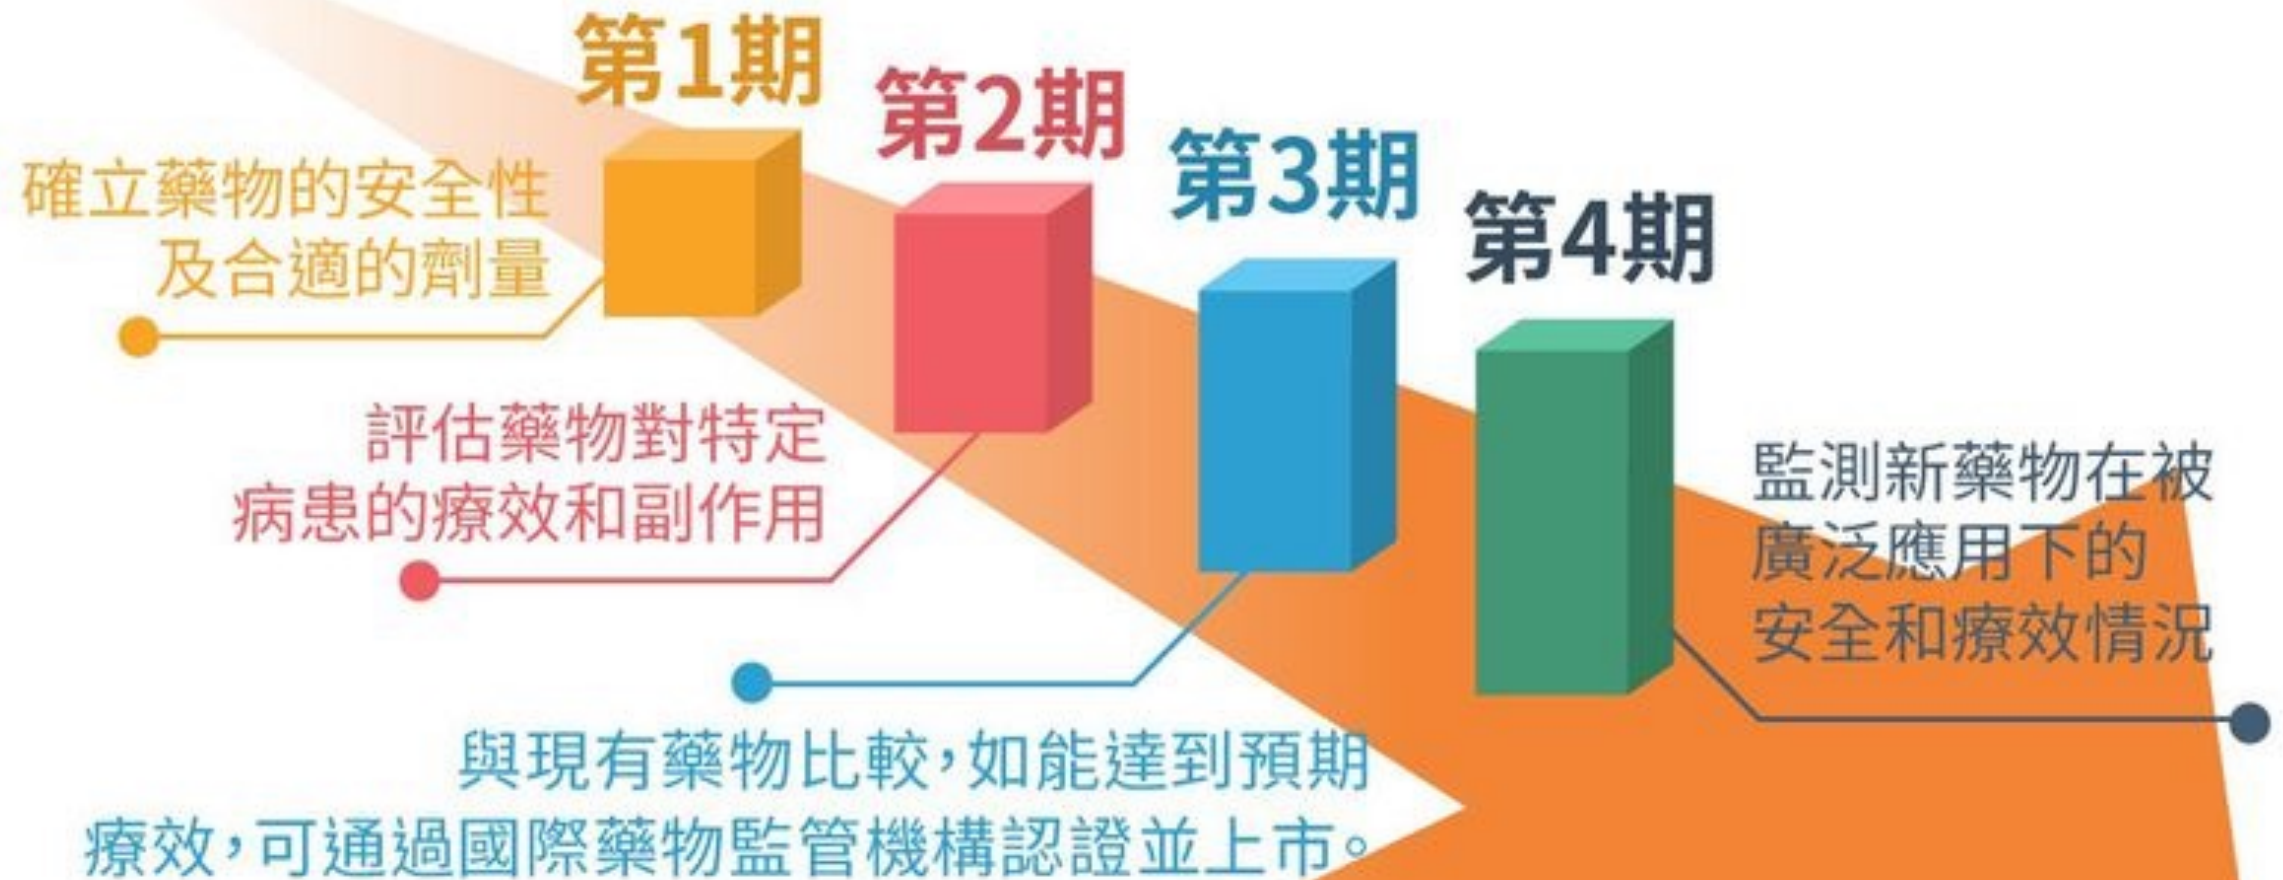 第1期
確立藥物的安全性
及合適的劑量
第2期
評估藥物對特定
病患的療效和副作用
第3期
與現有藥物比較，如能達到預期
療效，可通過國際藥物監管機構認證並上市。
第4期
監測新藥物在被
廣泛應用下的
安全和療效情況